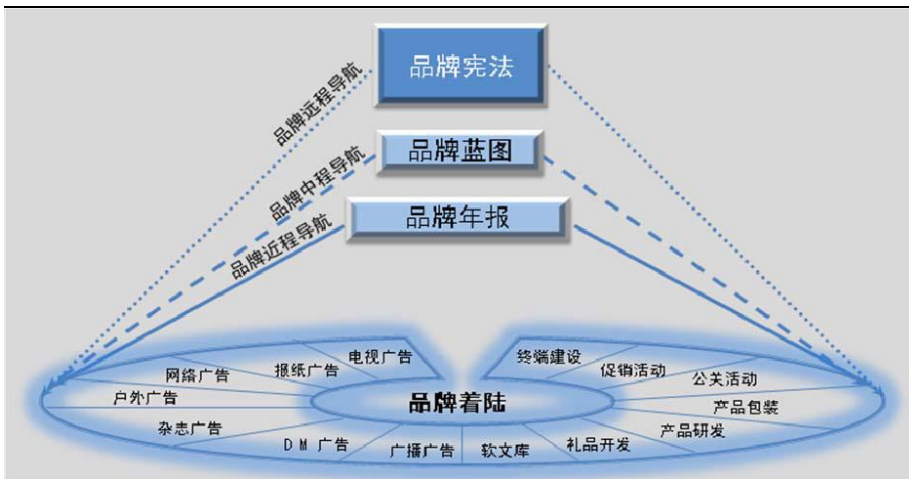 品牌宪法
品牌远程导航
品牌蓝图
品牌中程导航
品牌年报
品牌近程导航
电视广告
终端建设
报纸广告
促销活动
网络广告
公关活动
户外广告
品牌着陆
产品包装
杂志广告
产品研发
DM 广告
广播广告
软文库
礼品开发